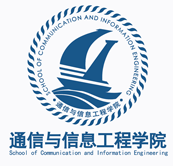 SCHOOL OF COMMUNICATION AND INFORMATION ENGINEERING
·通信与信息工程学院·
通信与信息工程学院
School of Communication and Information Engineering